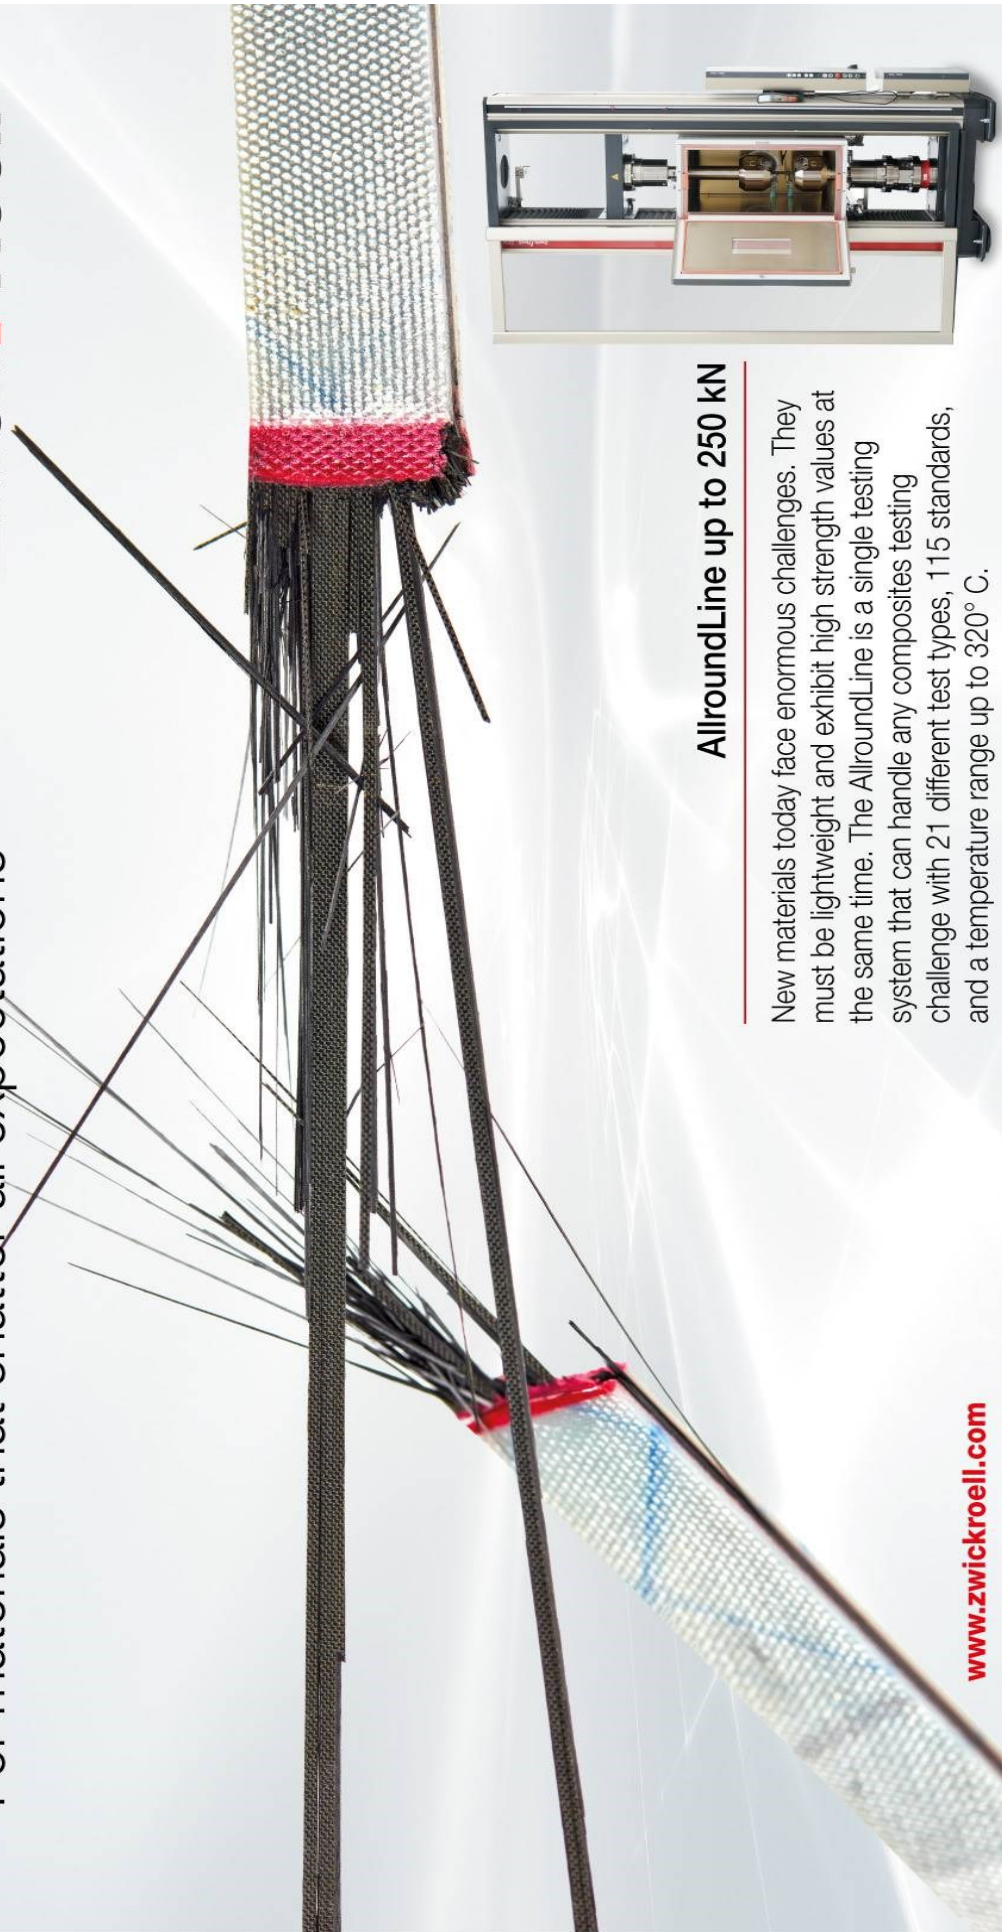 For materials that shatter all expectations
AllroundLine up to 250 kN
New materials today face enormous challenges. They
must be lightweight and exhibit high strength values at
the same time. The AllroundLine is a single testing
system that can handle any composites testing
challenge with 21 different test types, 115 standards,
and a temperature range up to 320° C.
www.zwickroell.com